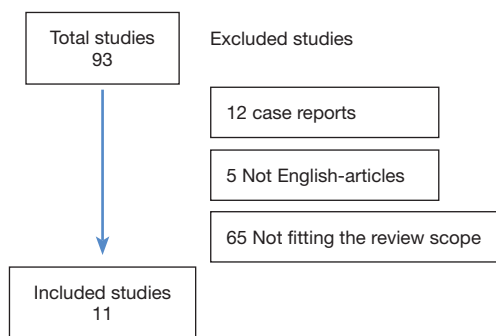 Total studies
93
Excluded studies
12 case reports
5 Not English-articles
65 Not fitting the review scope
Included studies
11